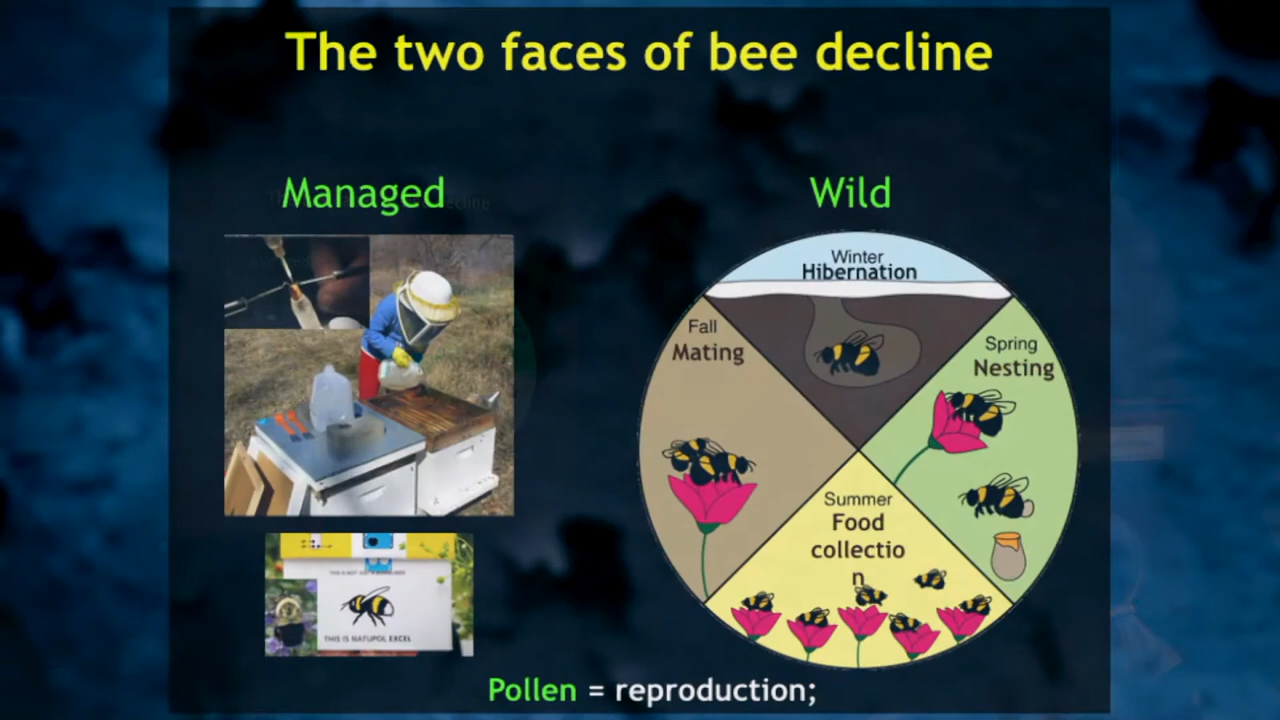 The two faces of bee decline
Managed
Wild
Winter
Hibernation
Fall
Mating
Spring
Nesting
Summer
Food
collectio
n
THIS IS NATUPOL EXCEL
Pollen = reproduction;